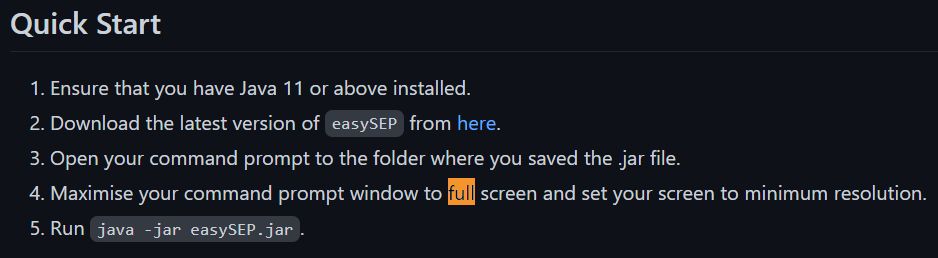 Quick Start
1. Ensure that you have Java 11 or above installed.
2. Download the latest version of easySEP from here.
3. Open your command prompt to the folder where you saved the .jar file.
4. Maximise your command prompt window to full screen and set your screen to minimum resolution.
5. Run java -jar easySEP.jar.